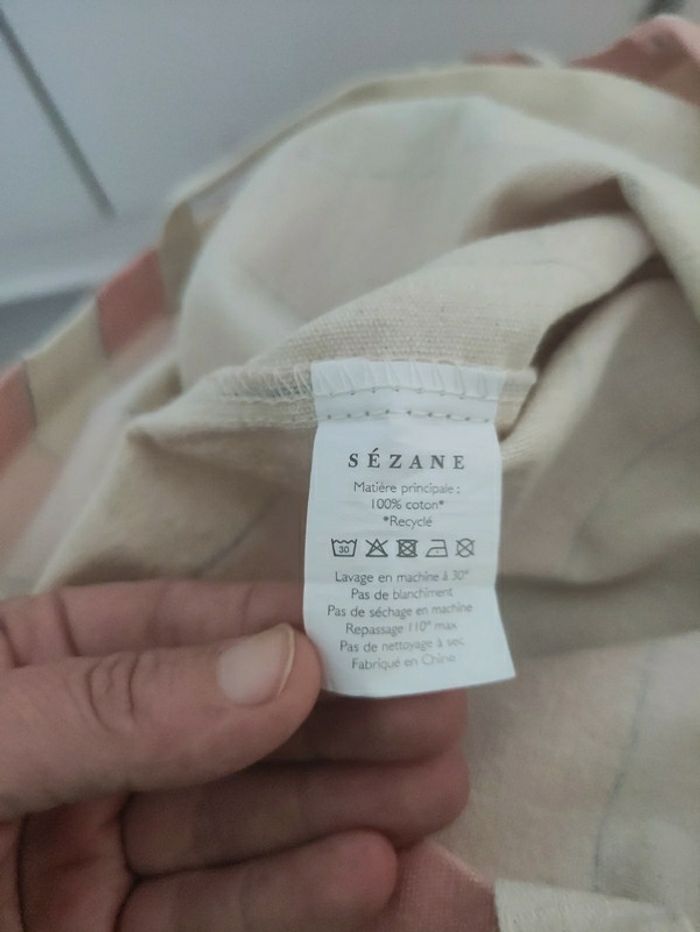 SÉZANE
Matière principale :
100% coton*
*Recyclé
30
Lavage en machine à 30°
Pas de blanchiment
Pas de séchage en machine
Repassage 110° max
Pas de nettoyage à sec
Fabriqué en Chine